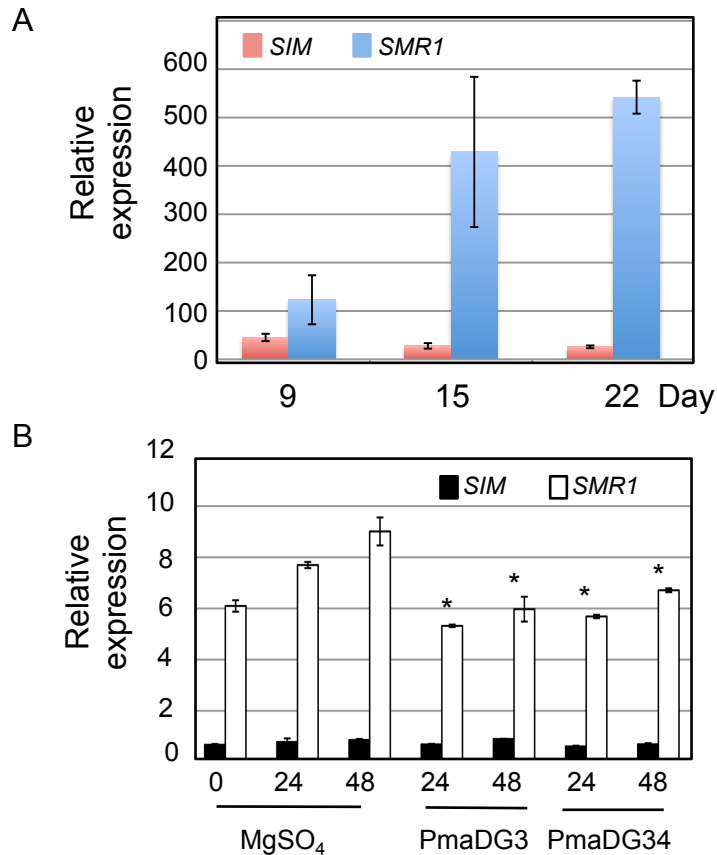 A
SIM SMR1
Relative expression
600
500
400
300
200
100
0
9 15 22 Day
B
SIM SMR1
Relative expression
12
10
8
6
4
2
0
* * * *
0 24 48 24 48 24 48
MgSO₄ PmaDG3 PmaDG34